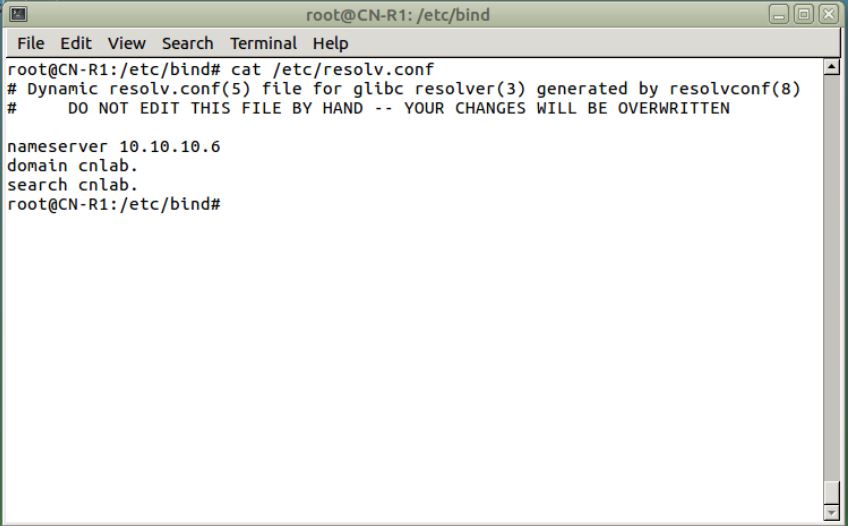 root@CN-R1: /etc/bind
File Edit View Search Terminal Help
root@CN-R1:/etc/bind# cat /etc/resolv.conf
# Dynamic resolv.conf(5) file for glibc resolver(3) generated by resolvconf(8)
#     DO NOT EDIT THIS FILE BY HAND -- YOUR CHANGES WILL BE OVERWRITTEN

nameserver 10.10.10.6
domain cnlab.
search cnlab.
root@CN-R1:/etc/bind#